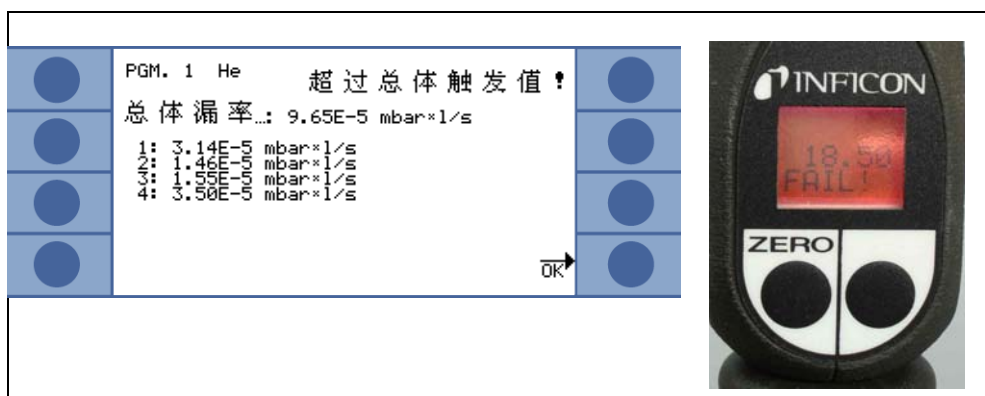 PGM. 1 He
超过总体触发值!
总体漏率…: 9.65E-5 mbar*l/s
1: 3.14E-5 mbar*l/s
2: 1.46E-5 mbar*l/s
3: 1.55E-5 mbar*l/s
4: 3.50E-5 mbar*l/s
OK
INFICON
18.50
FAIL!
ZERO